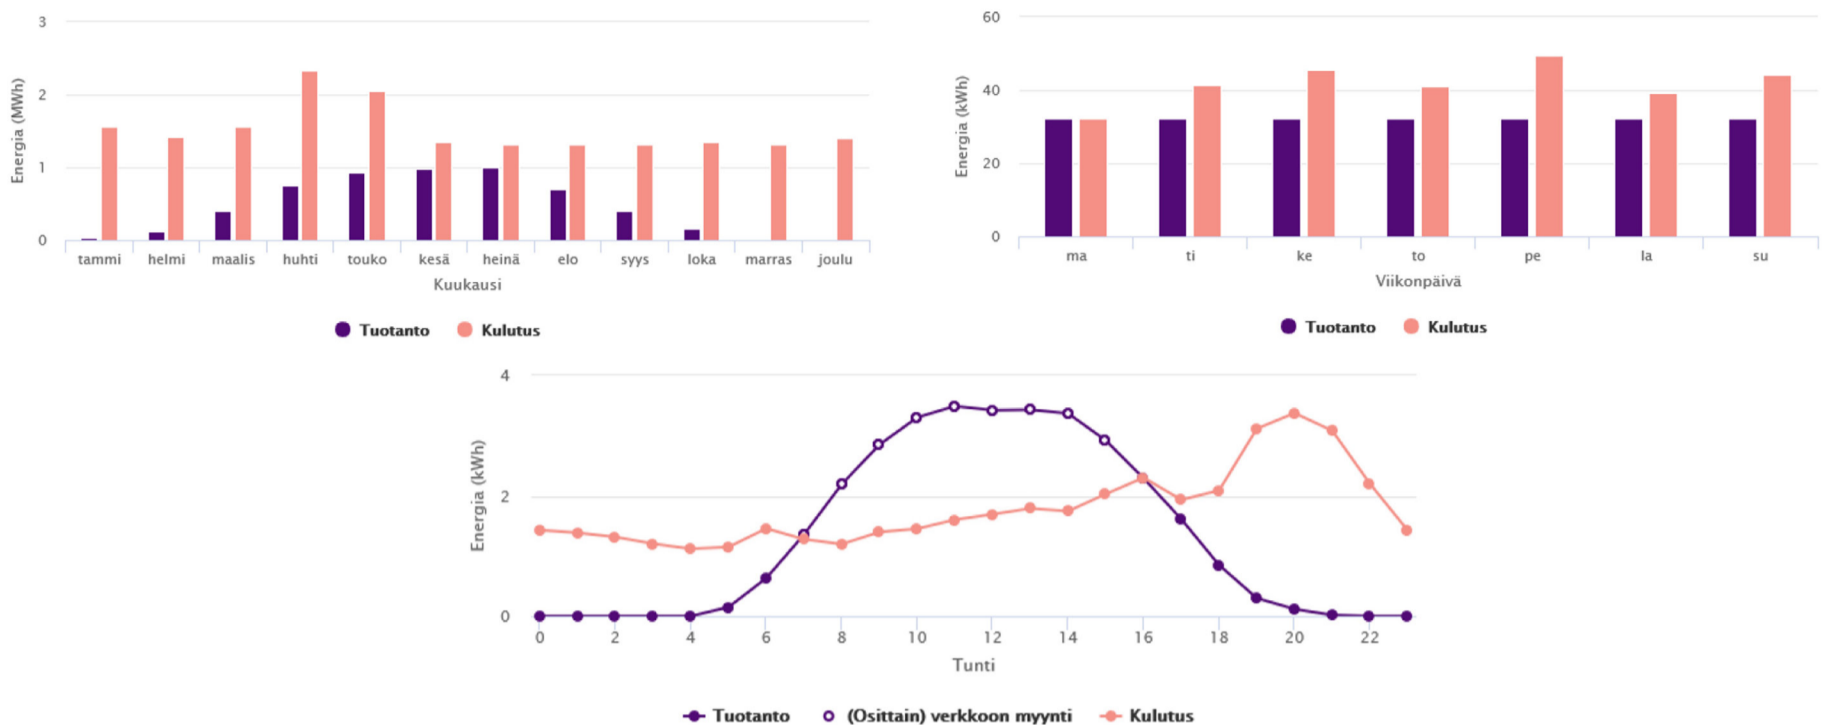 3
2
1
0
Energia (MWh)
tammi helmi maalis huhti touko kesä heinä elo syys loka marras joulu
Kuukausi
Tuotanto Kulutus
60
40
20
0
Energia (kWh)
ma ti ke to pe la su
Viikonpäivä
Tuotanto Kulutus
4
2
0
Energia (kWh)
0 2 4 6 8 10 12 14 16 18 20 22
Tunti
Tuotanto (Osittain) verkkoon myynti Kulutus